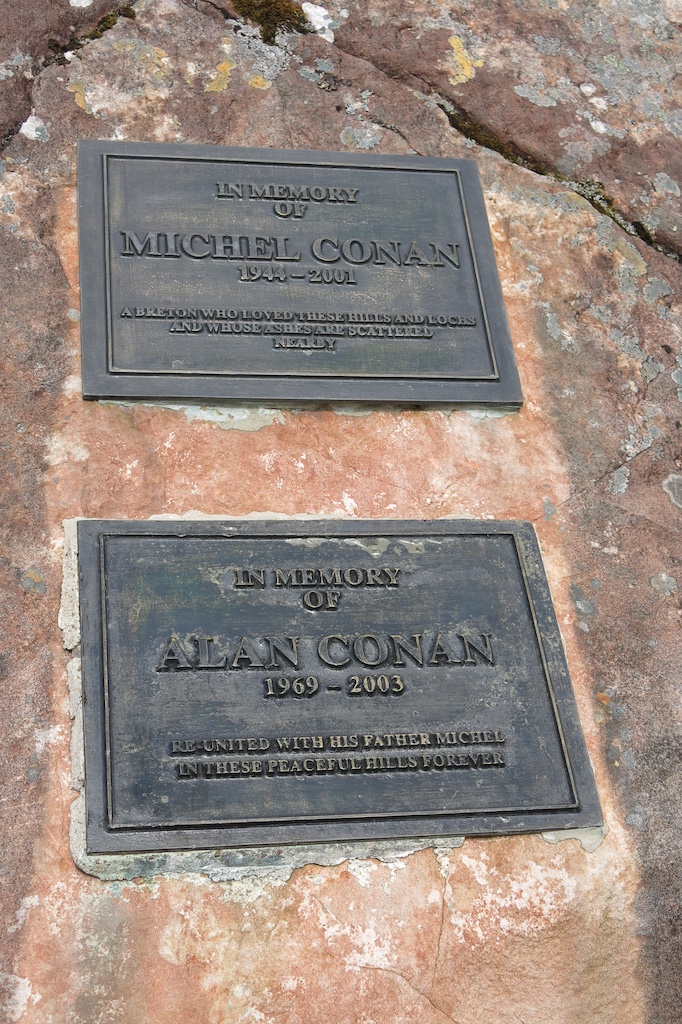 IN MEMORY
OF
MICHEL CONAN
1944 – 2001
A BRETON WHO LOVED THESE HILLS AND LOCHS
AND WHOSE ASHES ARE SCATTERED
NEARBY
IN MEMORY
OF
ALAN CONAN
1969 – 2003
RE-UNITED WITH HIS FATHER MICHEL
IN THESE PEACEFUL HILLS FOREVER